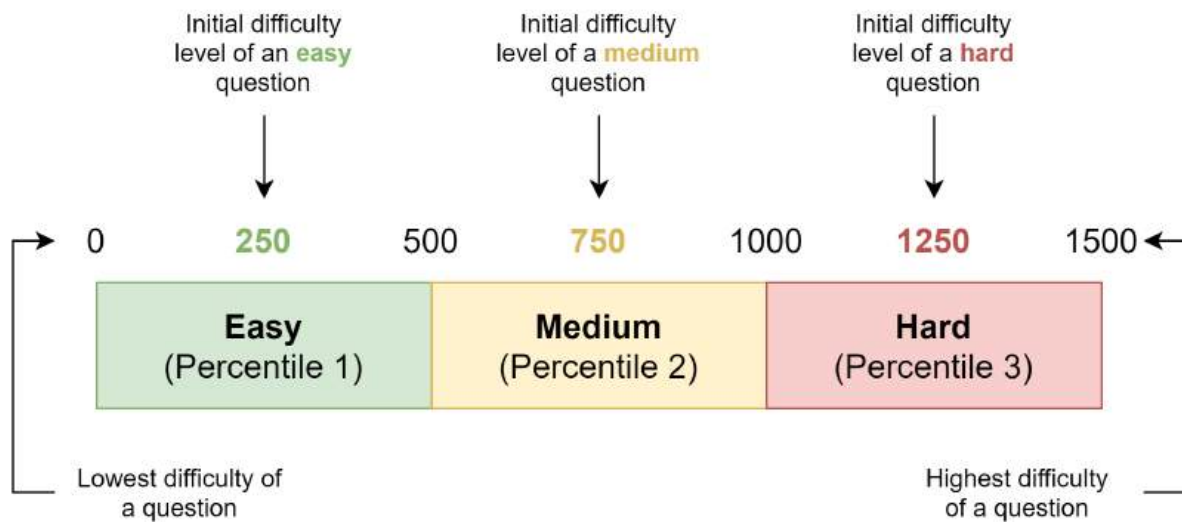 Initial difficulty
level of an easy
question
Initial difficulty
level of a medium
question
Initial difficulty
level of a hard
question
0 250 500 750 1000 1250 1500
Easy
(Percentile 1)
Medium
(Percentile 2)
Hard
(Percentile 3)
Lowest difficulty of
a question
Highest difficulty
of a question